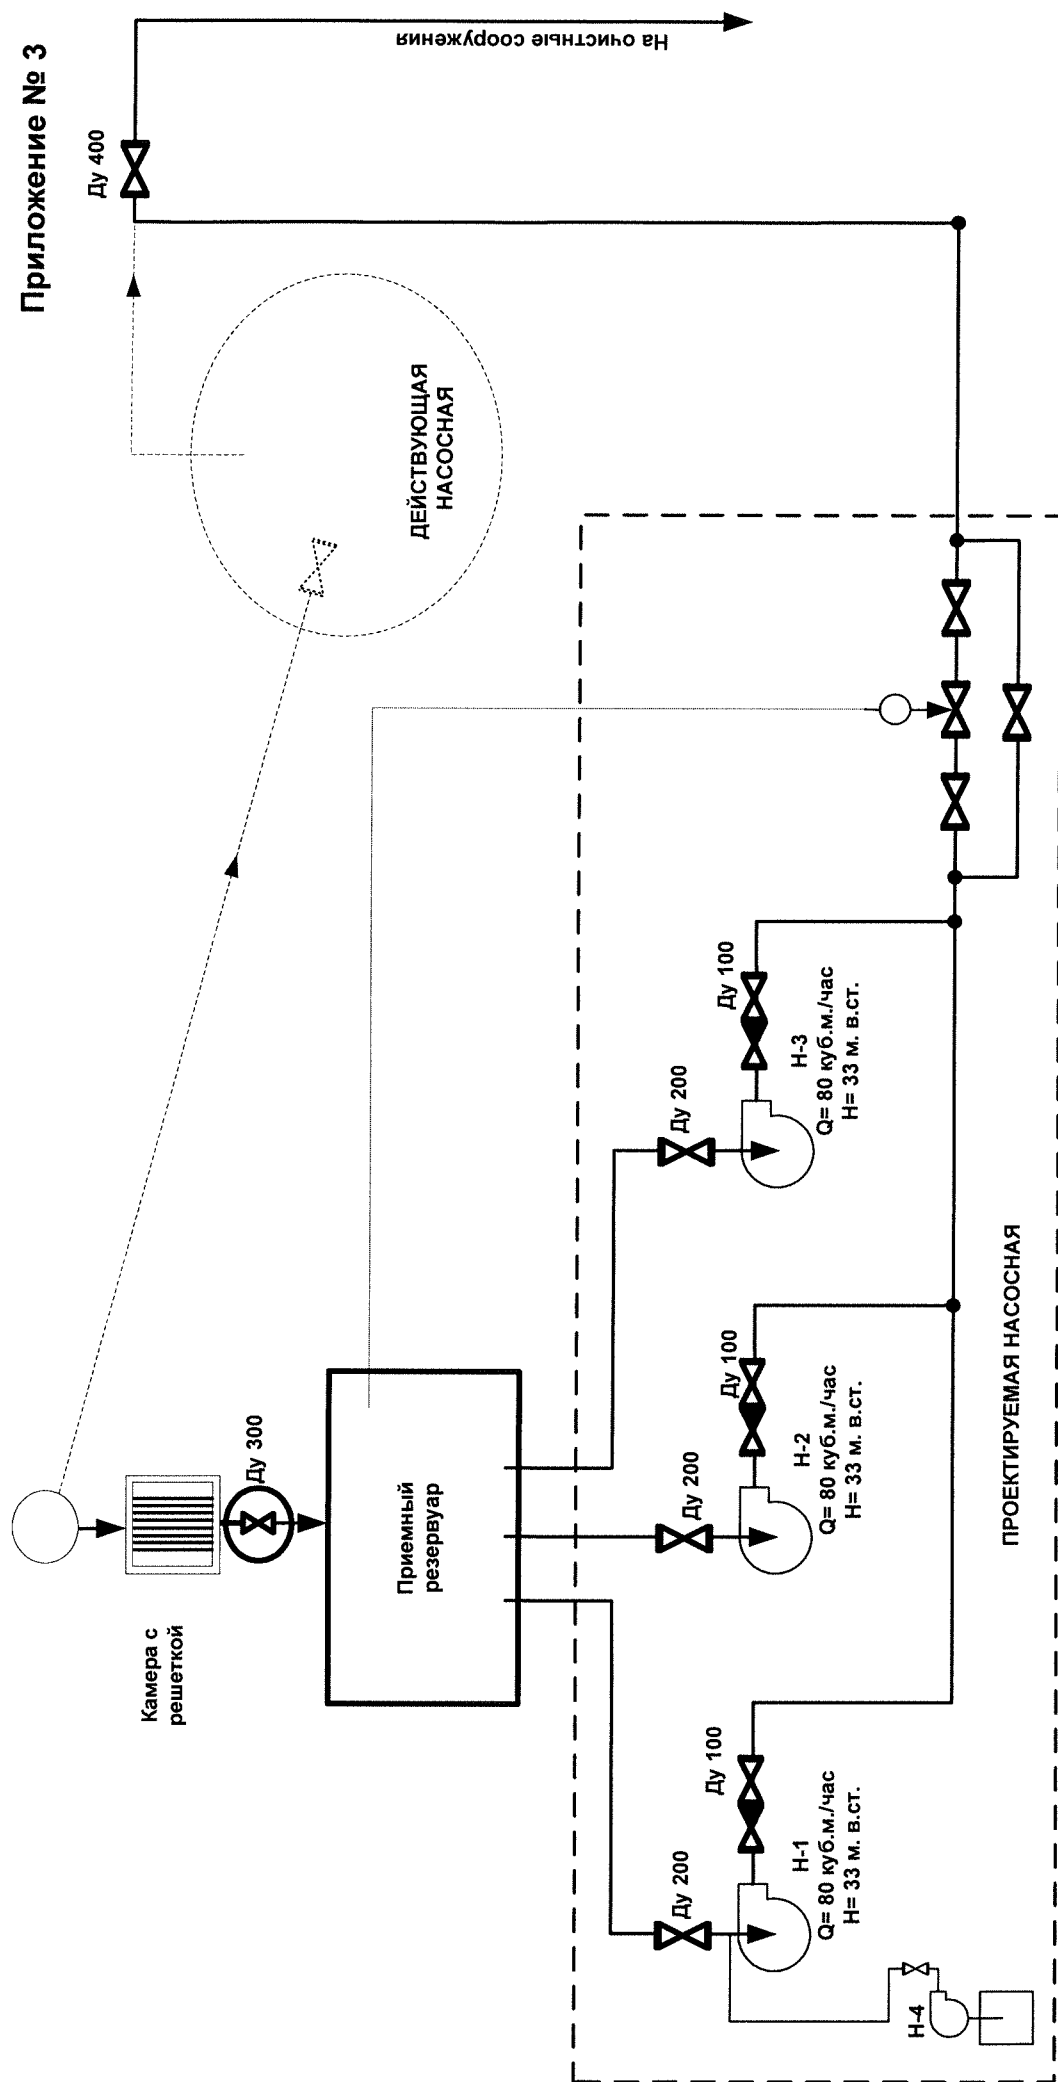 Приложение № 3
Ду 400
На очистные сооружения
ДЕЙСТВУЮЩАЯ
НАСОСНАЯ
Камера с
решеткой
Ду 300
Приемный
резервуар
Ду 200
Ду 100
Н-1
Q= 80 куб.м./час
Н= 33 м. в.ст.
Ду 200
Ду 100
Н-2
Q= 80 куб.м./час
Н= 33 м. в.ст.
Ду 200
Ду 100
Н-3
Q= 80 куб.м./час
Н= 33 м. в.ст.
Н-4
ПРОЕКТИРУЕМАЯ НАСОСНАЯ